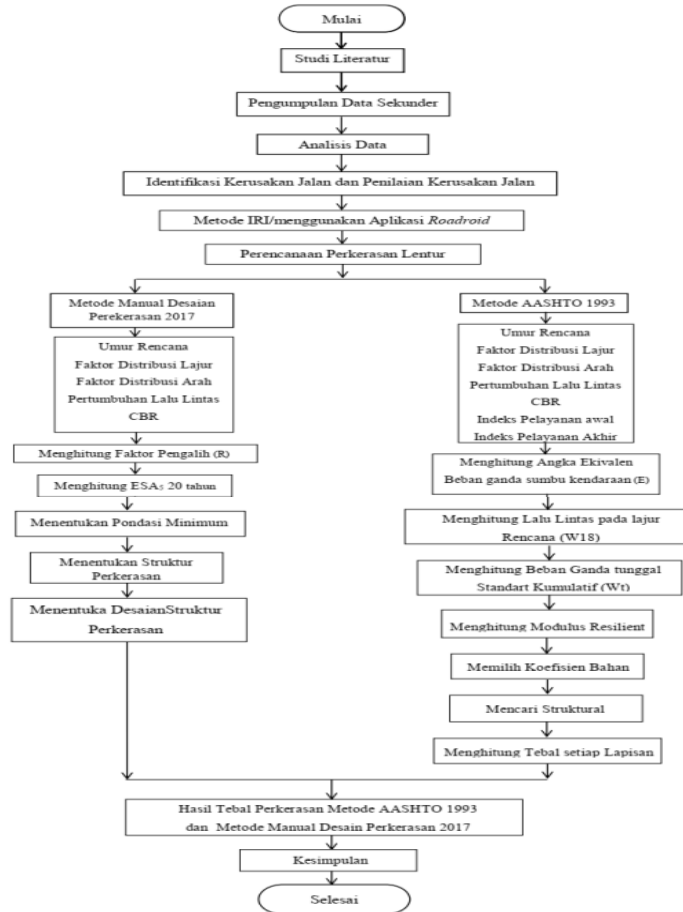 Mulai
Studi Literatur
Pengumpulan Data Sekunder
Analisis Data
Identifikasi Kerusakan Jalan dan Penilaian Kerusakan Jalan
Metode IRI/menggunakan Aplikasi Roadroid
Perencanaan Perkerasan Lentur
Metode Manual Desaian
Perekerasan 2017
Umur Rencana
Faktor Distribusi Lajur
Faktor Distribusi Arah
Pertumbuhan Lalu Lintas
CBR
Menghitung Faktor Pengalih (R)
Menghitung ESA5 20 tahun
Menentukan Pondasi Minimum
Menentukan Struktur
Perkerasan
Menentuka DesaianStruktur
Perkerasan
Metode AASHTO 1993
Umur Rencana
Faktor Distribusi Lajur
Faktor Distribusi Arah
Pertumbuhan Lalu Lintas
CBR
Indeks Pelayanan awal
Indeks Pelayanan Akhir
Menghitung Angka Ekivalen
Beban ganda sumbu kendaraan (E)
Menghitung Lalu Lintas pada lajur
Rencana (W18)
Menghitung Beban Ganda tunggal
Standart Kumulatif (Wt)
Menghitung Modulus Resilient
Memilih Koefisien Bahan
Mencari Struktural
Menghitung Tebal setiap Lapisan
Hasil Tebal Perkerasan Metode AASHTO 1993
dan Metode Manual Desain Perkerasan 2017
Kesimpulan
Selesai